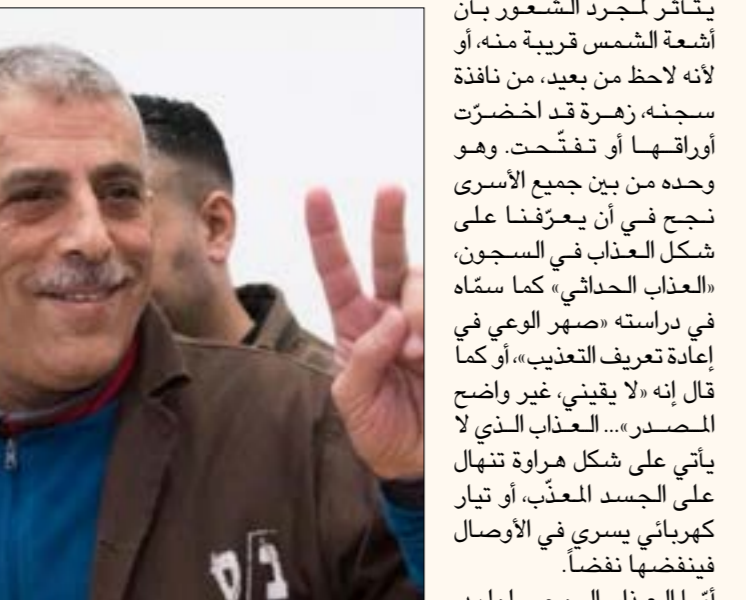 يتأثر لمجرد الشعور بأن
أشعة الشمس قريبة منه، أو
لأنه لاحظ من بعيد، من نافذة
سجنه، زهرة قد اخضرّت
أوراقها أو تفتّحت. وهو
وحده من بين جميع الأسرى
نجح في أن يعرّفنا على
شكل العذاب في السجون،
«العذاب الحداثي» كما سمّاه
في دراسته «صهر الوعي في
إعادة تعريف التعذيب»، أو كما
قال إنه «لا يقيني، غير واضح
المصدر»... العذاب الذي لا
يأتي على شكل هراوة تنهال
على الجسد المعذّب، أو تيار
كهربائي يسري في الأوصال
فينفضها نفضاً.